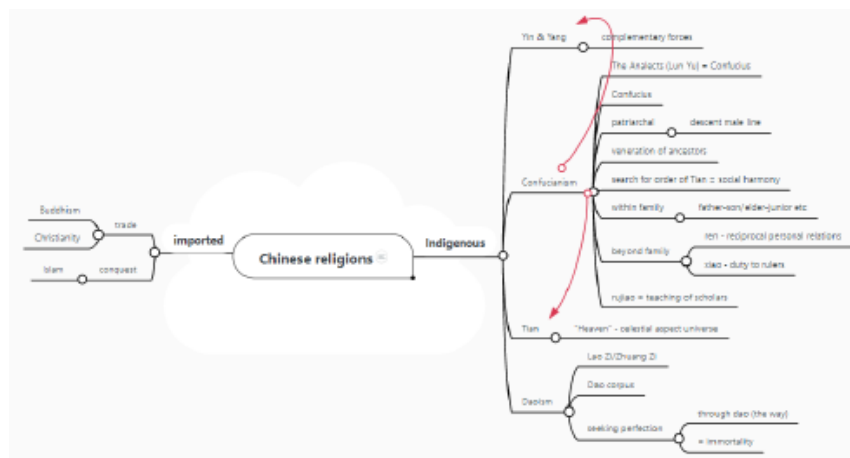 Yin & Yang
complementary forces
The Analects (Lun Yu) = Confucius
Confucius
patriarchal
descent male line
veneration of ancestors
Confucianism
search for order of Tian = social harmony
within family
father-son/elder-junior etc
beyond family
ren - reciprocal personal relations
xiao - duty to rulers
rujiao = teaching of scholars
Tian
"Heaven" - celestial aspect universe
Lao Zi/Zhuang Zi
Dao corpus
Daoism
seeking perfection
through dao (the way)
= immortality
Indigenous
Chinese religions
imported
trade
Buddhism
Christianity
conquest
Islam